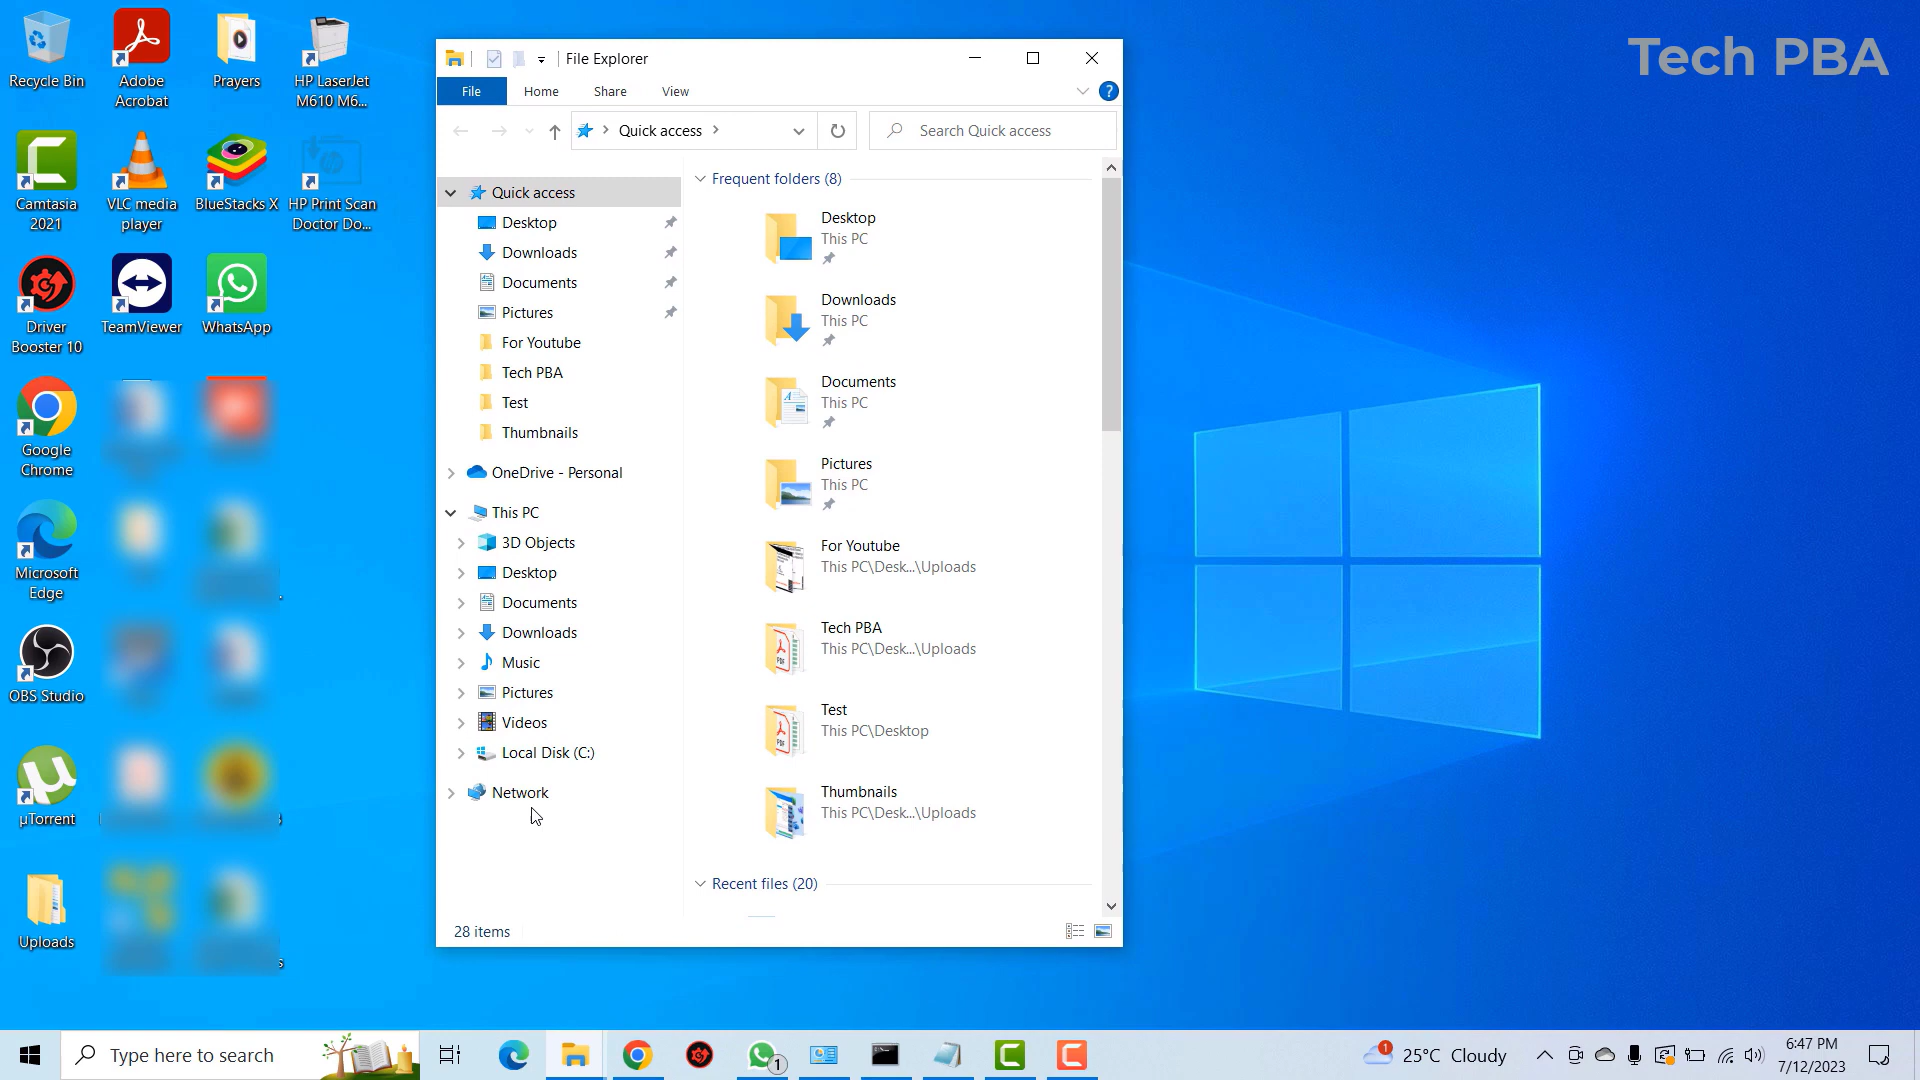 Tech PBA
Recycle Bin
Adobe
Acrobat
Prayers
HP LaserJet
M610 M6...
Camtasia
2021
VLC media
player
BlueStacks X
HP Print Scan
Doctor Do...
Driver
Booster 10
TeamViewer
WhatsApp
Google
Chrome
Microsoft
Edge
OBS Studio
µTorrent
Uploads
File Explorer
File
Home
Share
View
Quick access
Search Quick access
Quick access
Desktop
Downloads
Documents
Pictures
For Youtube
Tech PBA
Test
Thumbnails
OneDrive - Personal
This PC
3D Objects
Desktop
Documents
Downloads
Music
Pictures
Videos
Local Disk (C:)
Network
Frequent folders (8)
Desktop
This PC
Downloads
This PC
Documents
This PC
Pictures
This PC
For Youtube
This PC\Desk...\Uploads
Tech PBA
This PC\Desk...\Uploads
Test
This PC\Desktop
Thumbnails
This PC\Desk...\Uploads
Recent files (20)
28 items
Type here to search
1
1
25°C Cloudy
6:47 PM
7/12/2023